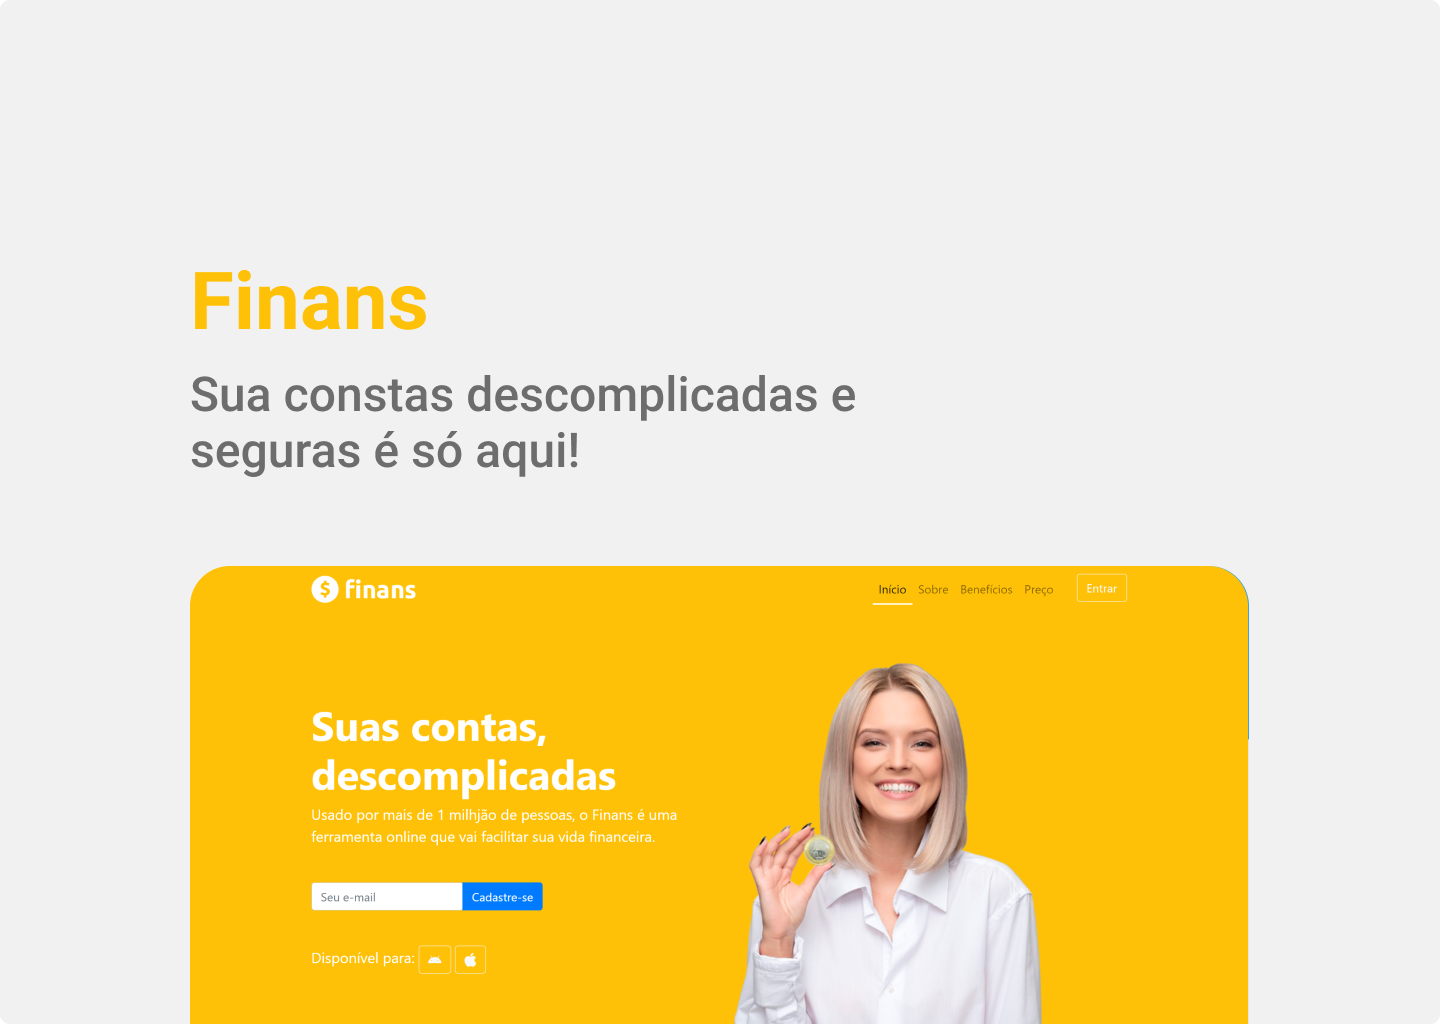 Finans
Sua constas descomplicadas e
seguras é só aqui!
$ finans
Início Sobre Benefícios Preço Entrar
Suas contas,
descomplicadas
Usado por mais de 1 milhjão de pessoas, o Finans é uma
ferramenta online que vai facilitar sua vida financeira.
Seu e-mail Cadastre-se
Disponível para: